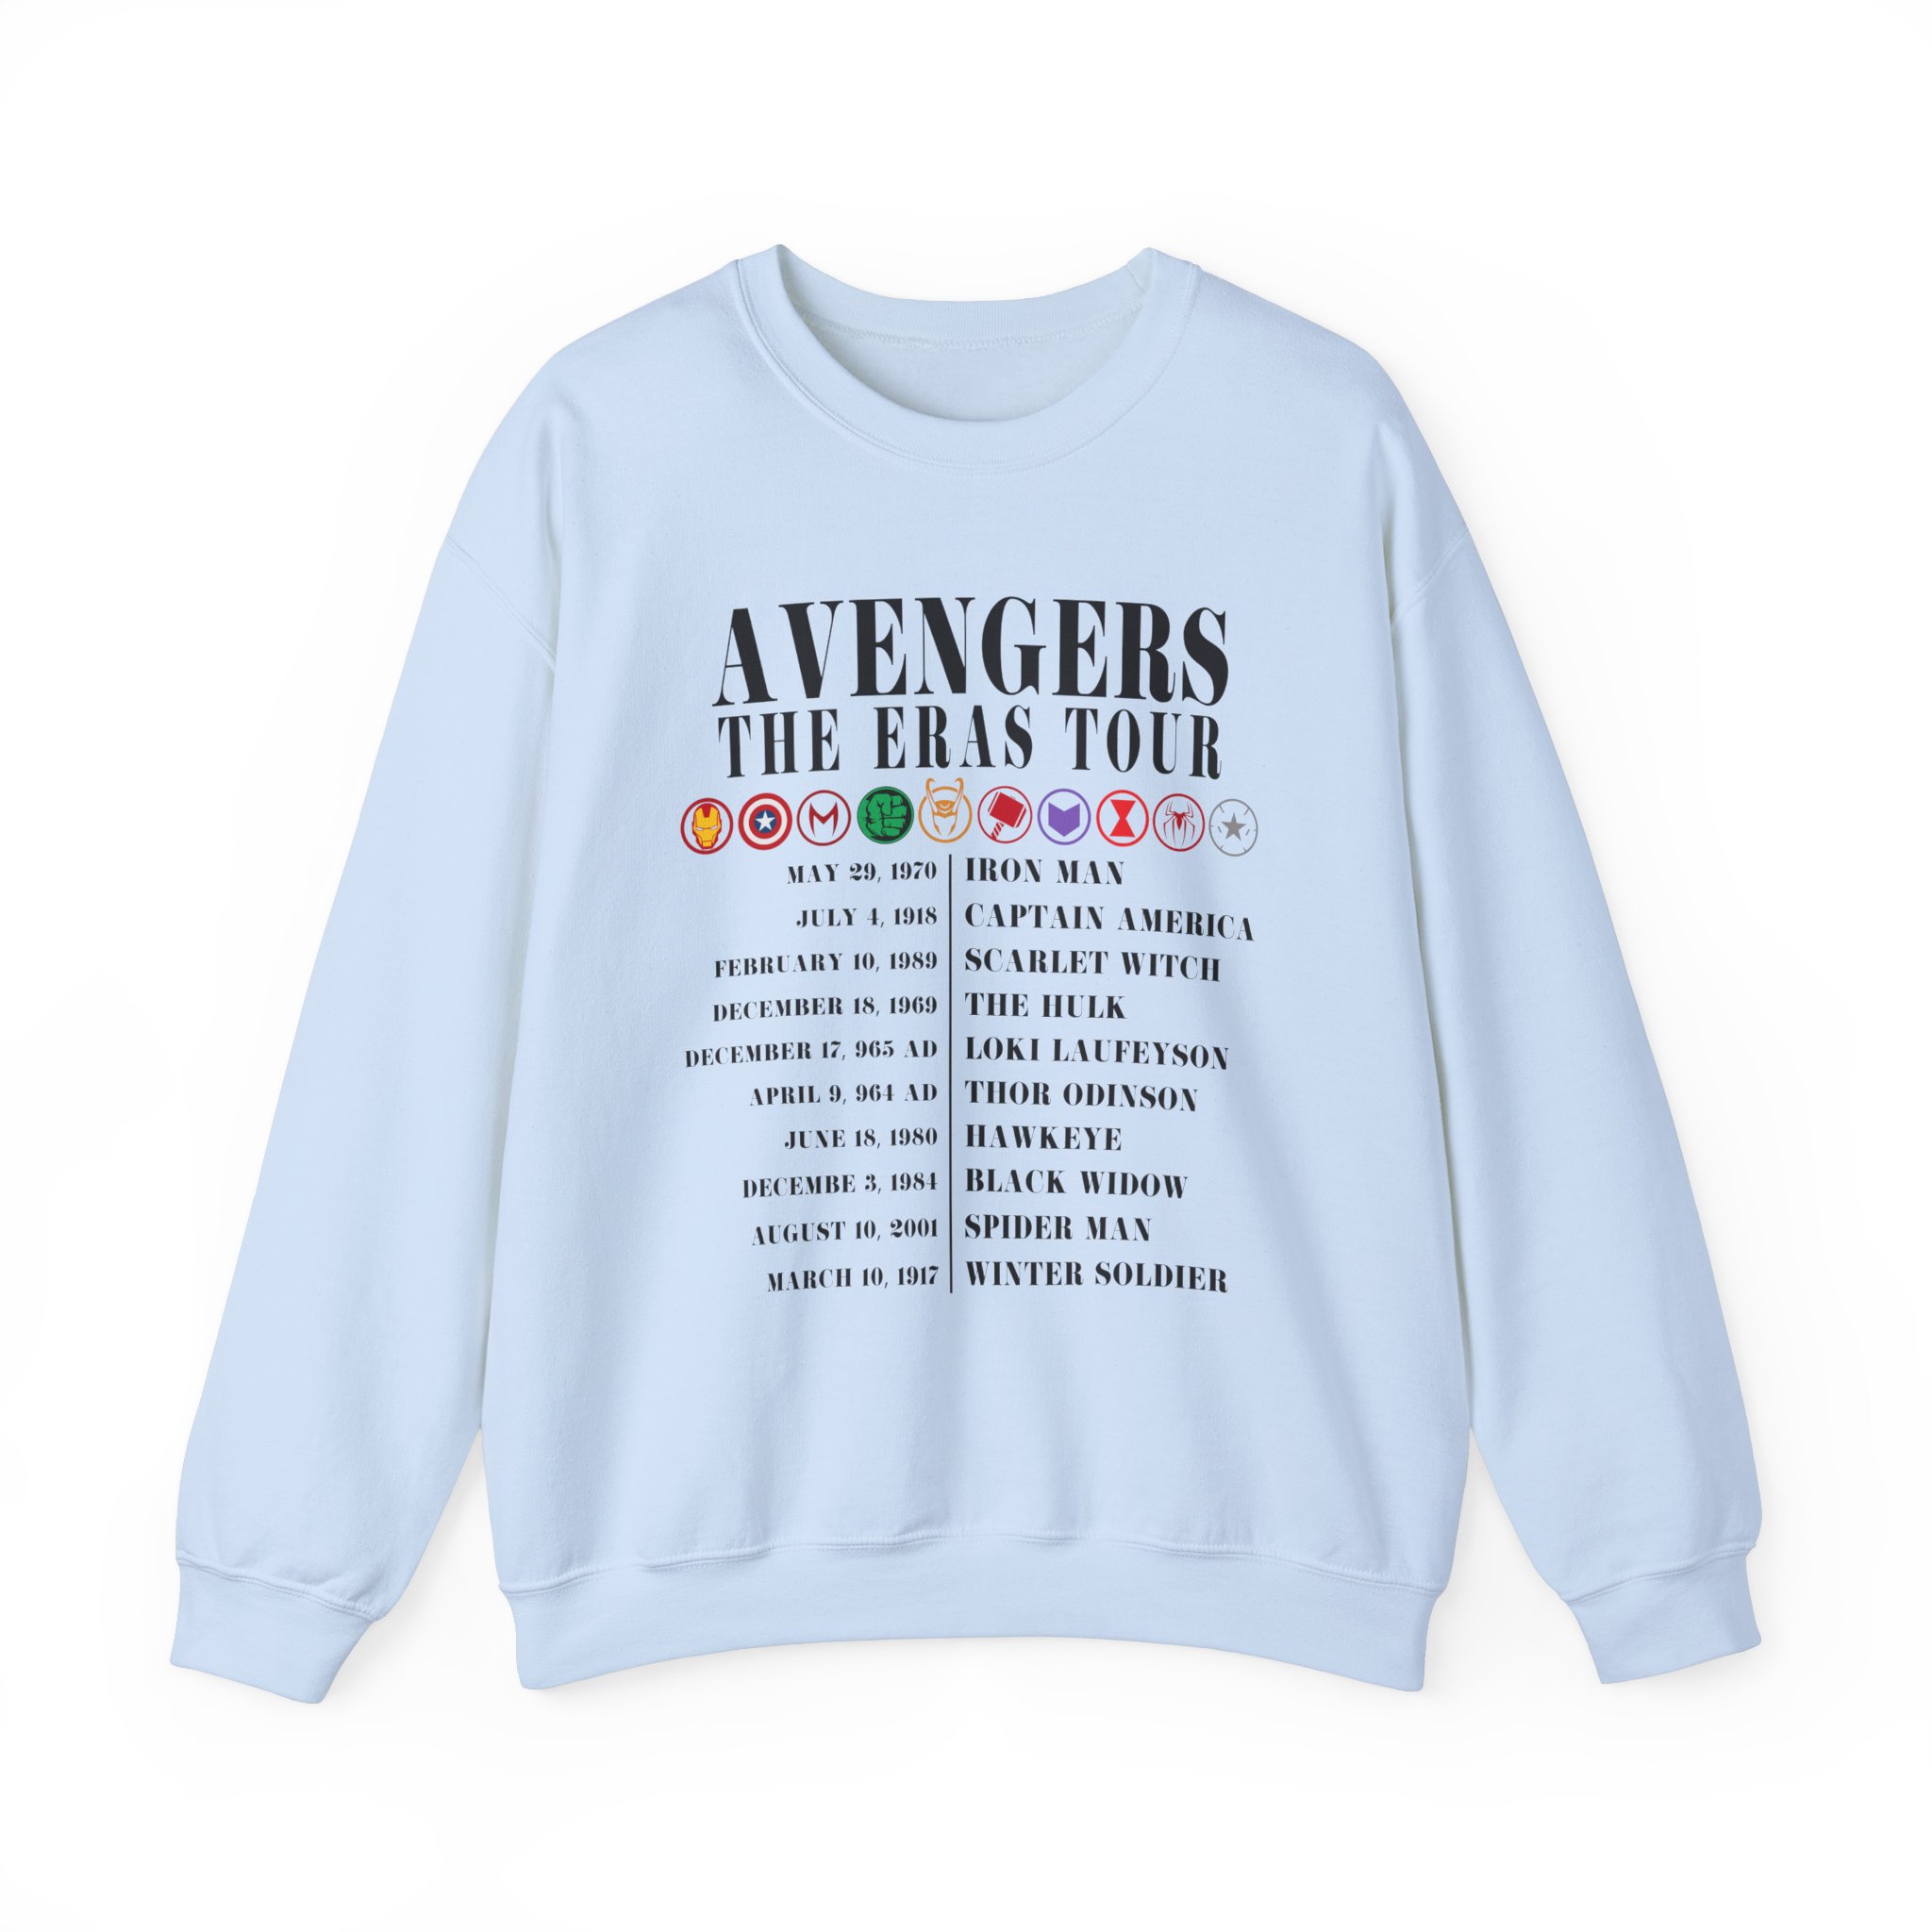 AVENGERS
THE ERAS TOUR
MAY 29, 1970 IRON MAN
JULY 4, 1918 CAPTAIN AMERICA
FEBRUARY 10, 1989 SCARLET WITCH
DECEMBER 18, 1969 THE HULK
DECEMBER 17, 965 AD LOKI LAUFEYSON
APRIL 9, 964 AD THOR ODINSON
JUNE 18, 1980 HAWKEYE
DECEMBE 3, 1984 BLACK WIDOW
AUGUST 10, 2001 SPIDER MAN
MARCH 10, 1917 WINTER SOLDIER